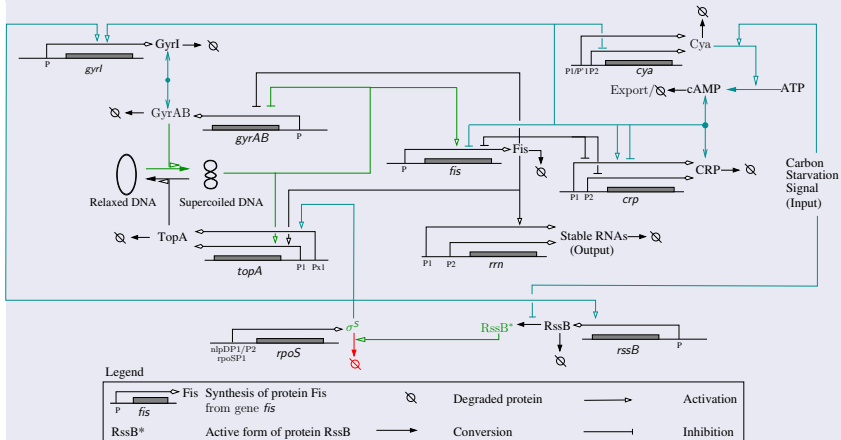 GyrI
P
gyrI
Cya
P1/P'1 P2
cya
Export/
cAMP
ATP
GyrAB
gyrAB
P
P
fis
Fis
P1 P2
crp
CRP
Carbon
Starvation
Signal
(Input)
Relaxed DNA
Supercoiled DNA
TopA
topA
P1 Px1
P1 P2
rrn
Stable RNAs
(Output)
σS
nlpDP1/P2
rpoSP1
rpoS
RssB*
RssB
rssB
P
Legend
P
fis
Fis
Synthesis of protein Fis
from gene fis
Degraded protein
Activation
RssB*
Active form of protein RssB
Conversion
Inhibition